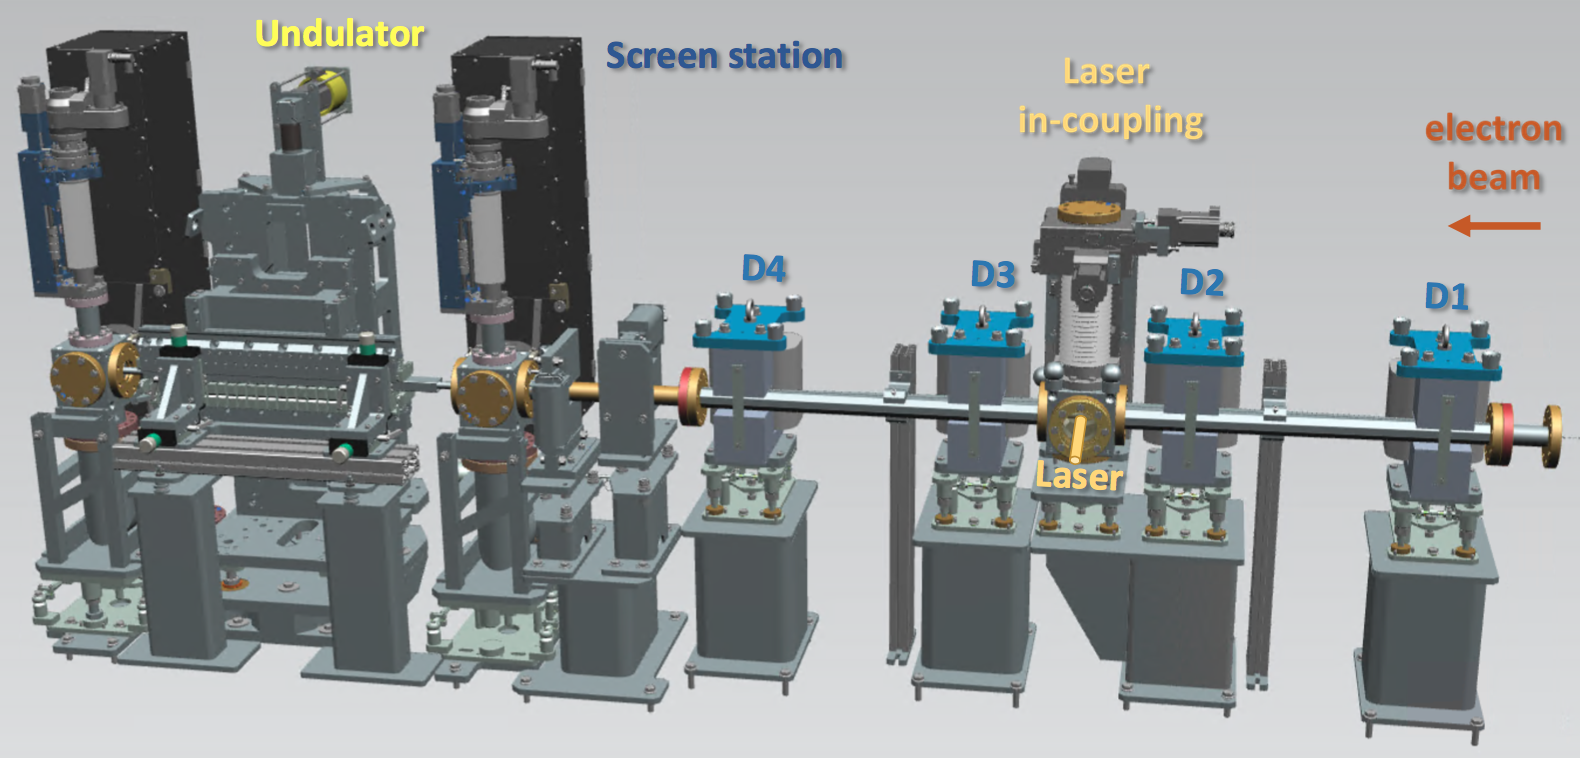 Undulator
Screen station
Laser
in-coupling
electron
beam
D4
D3
D2
D1
Laser